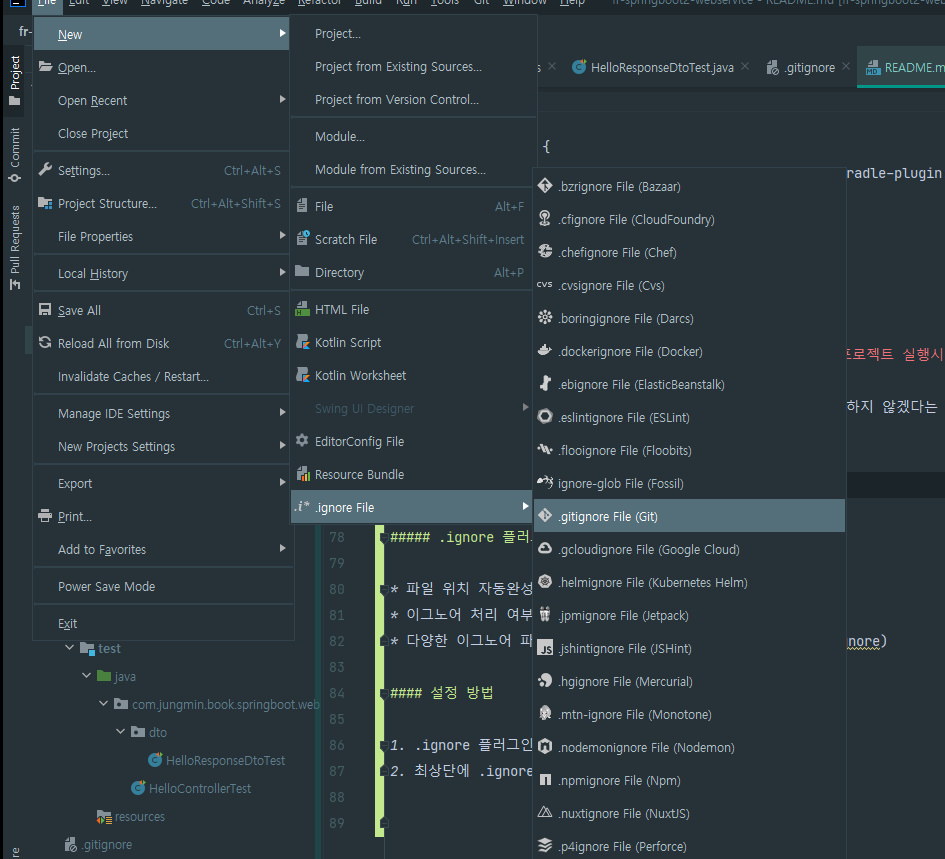 File Edit View Navigate Code Analyze Refactor Build Run Tools Git Window Help fr-springboot2-webservice - README.md
fr-
Project
Commit
Pull Requests
HelloResponseDtoTest.java
.gitignore
README.m
New
Open...
Open Recent
Close Project
Settings... Ctrl+Alt+S
Project Structure... Ctrl+Alt+Shift+S
File Properties
Local History
Save All Ctrl+S
Reload All from Disk Ctrl+Alt+Y
Invalidate Caches / Restart...
Manage IDE Settings
New Projects Settings
Export
Print...
Add to Favorites
Power Save Mode
Exit
Project...
Project from Existing Sources...
Project from Version Control...
Module...
Module from Existing Sources...
File Alt+F
Scratch File Ctrl+Alt+Shift+Insert
Directory Alt+P
HTML File
Kotlin Script
Kotlin Worksheet
Swing UI Designer
EditorConfig File
Resource Bundle
.i* .ignore File
.bzrignore File (Bazaar)
.cfignore File (CloudFoundry)
.chefignore File (Chef)
cvs .cvsignore File (Cvs)
.boringignore File (Darcs)
.dockerignore File (Docker)
.ebignore File (ElasticBeanstalk)
.eslintignore File (ESLint)
.flooignore File (Floobits)
ignore-glob File (Fossil)
.gitignore File (Git)
.gcloudignore File (Google Cloud)
.helmignore File (Kubernetes Helm)
.jpmignore File (Jetpack)
JS .jshintignore File (JSHint)
.hgignore File (Mercurial)
.mtn-ignore File (Monotone)
.nodemonignore File (Nodemon)
.npmignore File (Npm)
.nuxtignore File (NuxtJS)
.p4ignore File (Perforce)
{
radle-plugin
프로젝트 실행시
하지 않겠다는
nore)
78 ##### .ignore 플러
79
80 * 파일 위치 자동완성
81 * 이그노어 처리 여부
82 * 다양한 이그노어 파
83
84 #### 설정 방법
85
86 1. .ignore 플러그인
87 2. 최상단에 .ignore
88
89
test
java
com.jungmin.book.springboot.web
dto
HelloResponseDtoTest
HelloControllerTest
resources
.gitignore